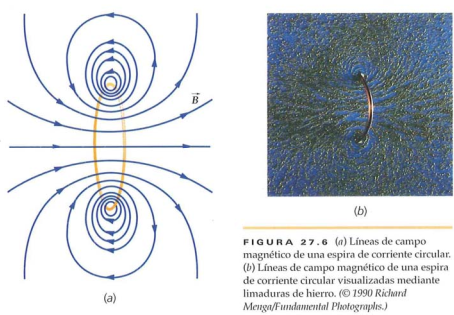 B
(a)
(b)
FIGURA 27.6 (a) Líneas de campo
magnético de una espira de corriente circular.
(b) Líneas de campo magnético de una espira
de corriente circular visualizadas mediante
limaduras de hierro. (© 1990 Richard
Menga/Fundamental Photographs.)